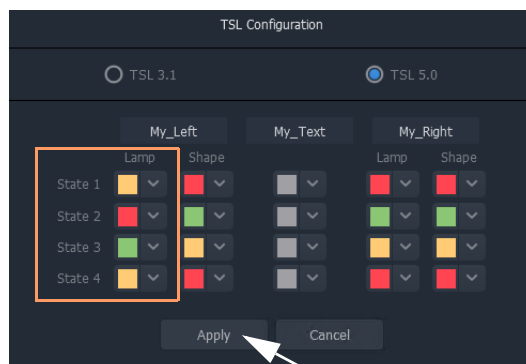 TSL Configuration
TSL 3.1 TSL 5.0
My_Left My_Text My_Right
Lamp Shape Lamp Shape
State 1
State 2
State 3
State 4
Apply Cancel